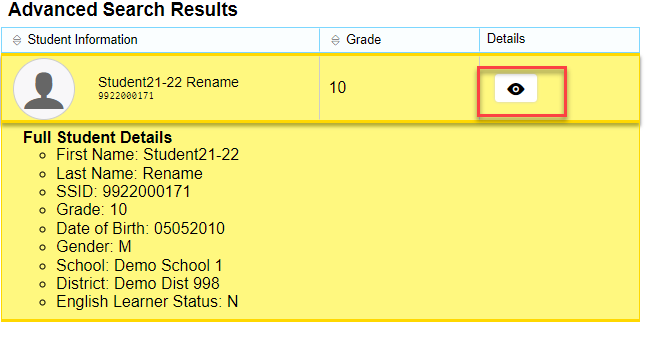 Advanced Search Results
Student Information Grade Details
Student21-22 Rename 10
9922000171
Full Student Details
First Name: Student21-22
Last Name: Rename
SSID: 9922000171
Grade: 10
Date of Birth: 05052010
Gender: M
School: Demo School 1
District: Demo Dist 998
English Learner Status: N